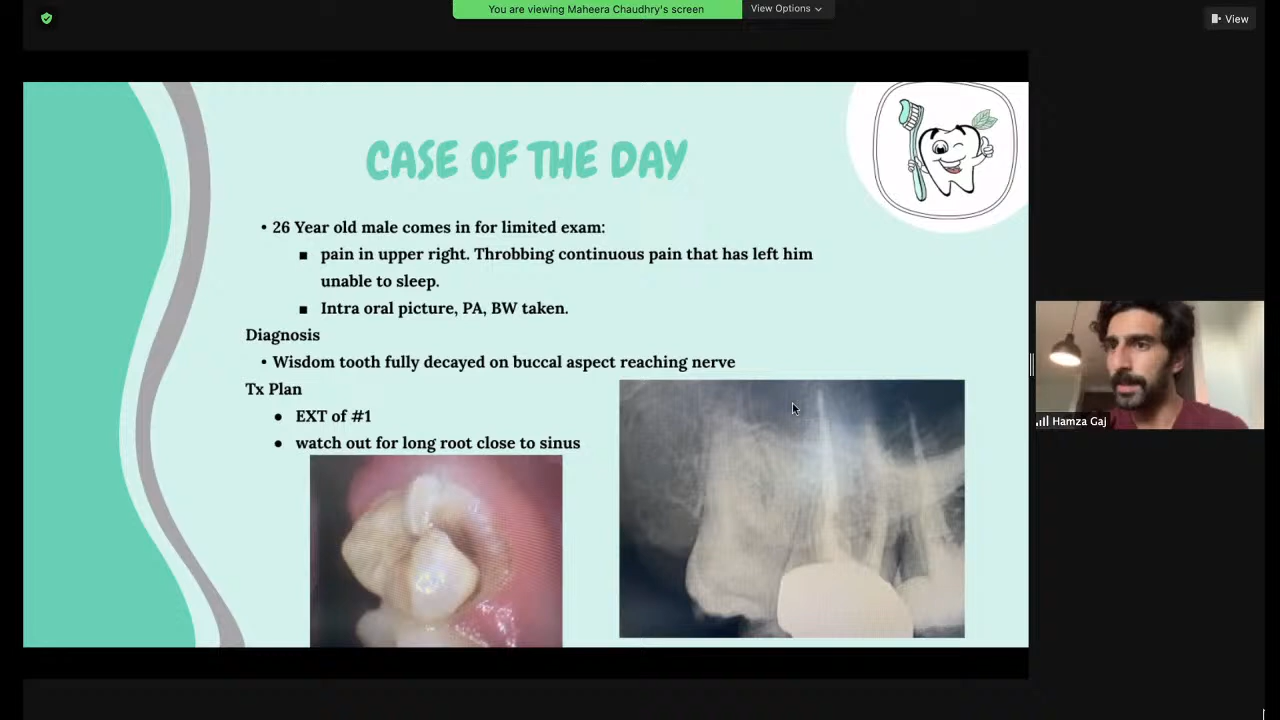 You are viewing Maheera Chaudhry's screen
View Options
View
CASE OF THE DAY
• 26 Year old male comes in for limited exam:
■ pain in upper right. Throbbing continuous pain that has left him
unable to sleep.
■ Intra oral picture, PA, BW taken.
Diagnosis
• Wisdom tooth fully decayed on buccal aspect reaching nerve
Tx Plan
● EXT of #1
● watch out for long root close to sinus
Hamza Gaj